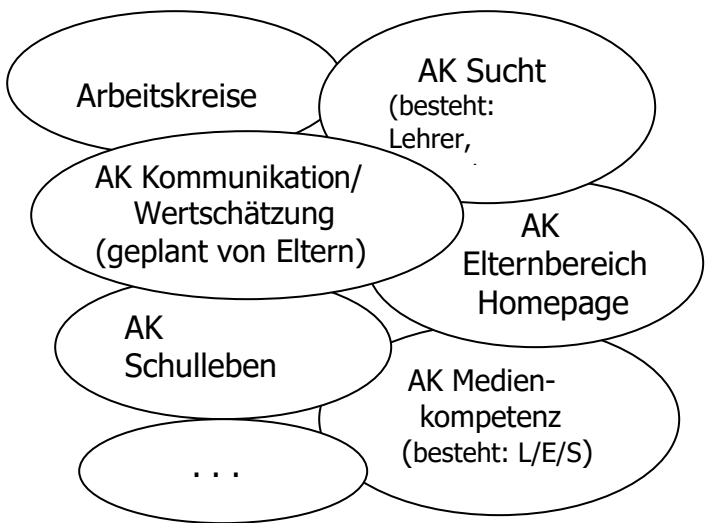 Arbeitskreise
AK Sucht
(besteht:
Lehrer,
AK Kommunikation/
Wertschätzung
(geplant von Eltern)
AK
Elternbereich
Homepage
AK
Schulleben
AK Medien-
kompetenz
(besteht: L/E/S)
. . .